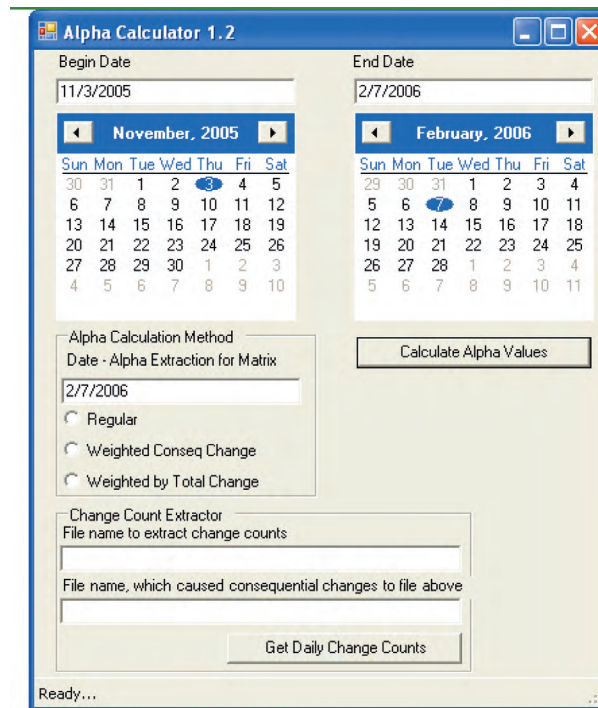 Alpha Calculator 1.2
Begin Date
End Date
11/3/2005
2/7/2006
November, 2005
February, 2006
Sun Mon Tue Wed Thu Fri Sat
30 31 1 2 3 4 5
6 7 8 9 10 11 12
13 14 15 16 17 18 19
20 21 22 23 24 25 26
27 28 29 30 1 2 3
4 5 6 7 8 9 10
Sun Mon Tue Wed Thu Fri Sat
29 30 31 1 2 3 4
5 6 7 8 9 10 11
12 13 14 15 16 17 18
19 20 21 22 23 24 25
26 27 28 1 2 3 4
5 6 7 8 9 10 11
Alpha Calculation Method
Date - Alpha Extraction for Matrix
2/7/2006
Regular
Weighted Conseq Change
Weighted by Total Change
Calculate Alpha Values
Change Count Extractor
File name to extract change counts
File name, which caused consequential changes to file above
Get Daily Change Counts
Ready...